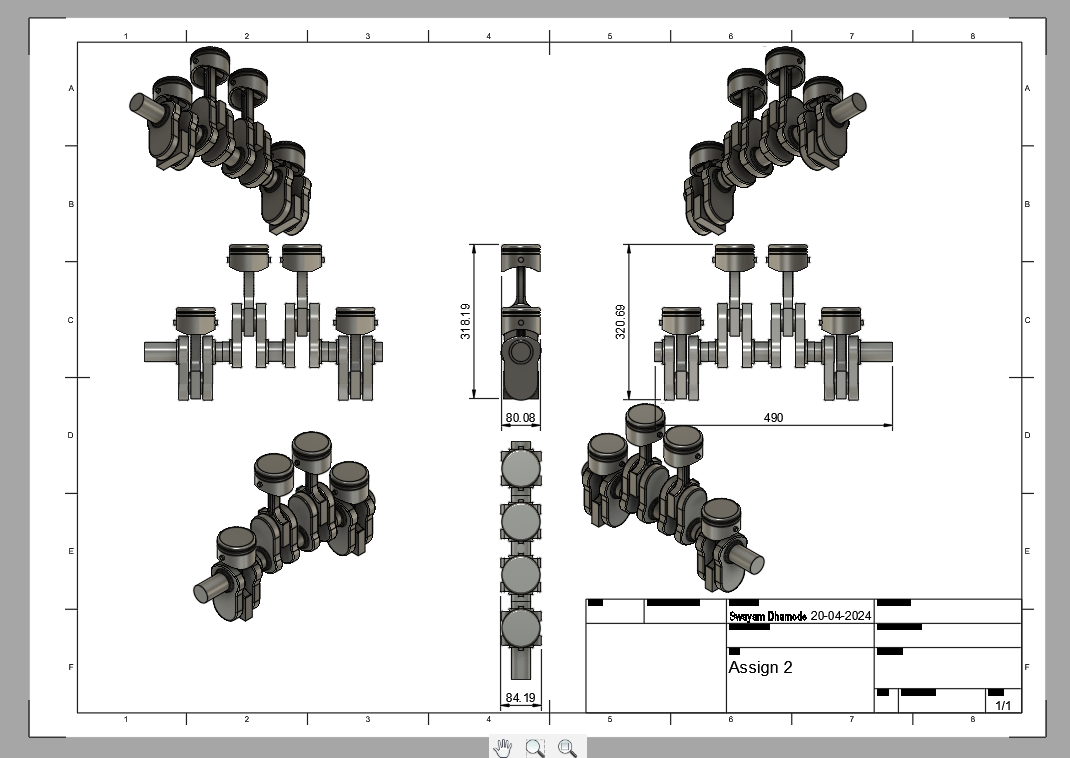 1 2 3 4 5 6 7 8
A A
B B
318.19
320.69
C C
80.08
490
D D
E E
Swayam Dhamode 20-04-2024
Assign 2
F F
84.19
1/1
1 2 3 4 5 6 7 8